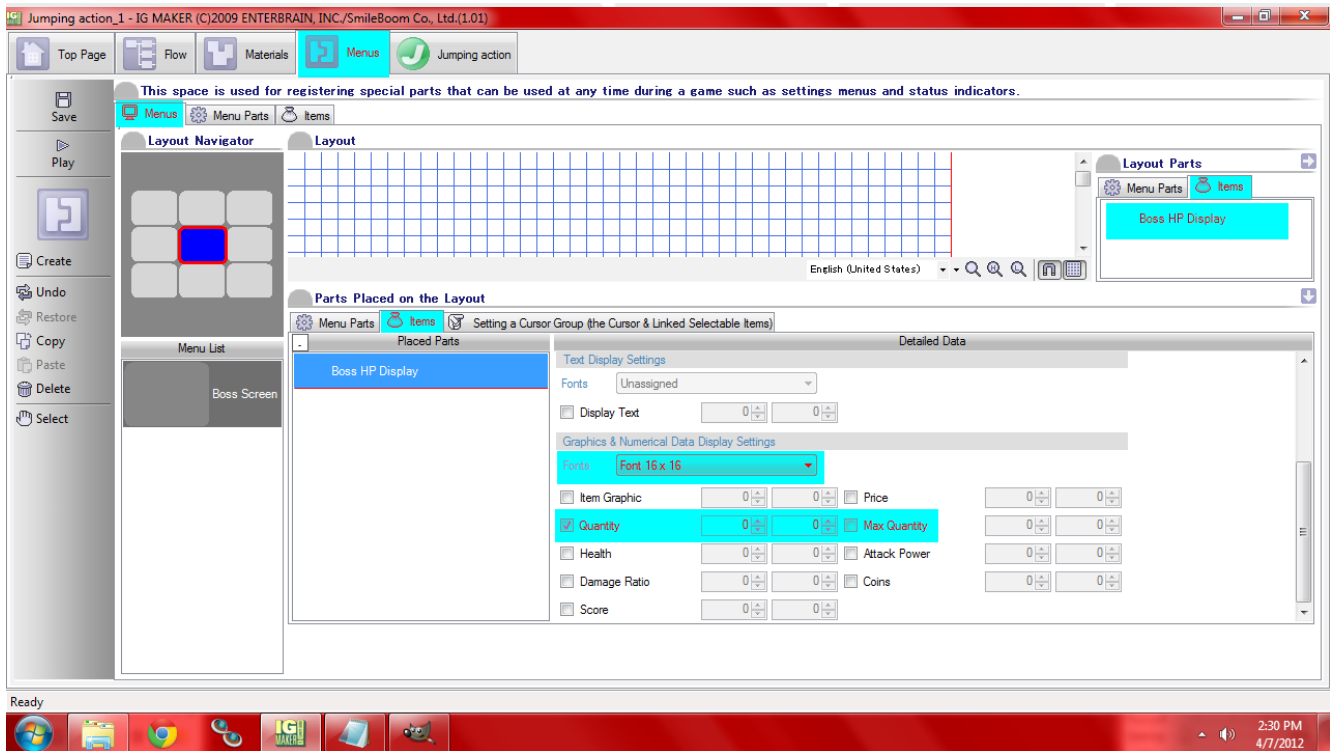 Jumping action_1 - IG MAKER (C)2009 ENTERBRAIN, INC./SmileBoom Co., Ltd.(1.01)
Top Page Flow Materials Menus Jumping action
This space is used for registering special parts that can be used at any time during a game such as settings menus and status indicators.
Save
Play
Create
Undo
Restore
Copy
Paste
Delete
Select
Menus Menu Parts Items
Layout Navigator
Layout
English (United States)
Layout Parts
Menu Parts Items
Boss HP Display
Menu List
Boss Screen
Parts Placed on the Layout
Menu Parts Items Setting a Cursor Group (the Cursor & Linked Selectable Items)
- Placed Parts Detailed Data
Boss HP Display
Text Display Settings
Fonts Unassigned
Display Text 0 0
Graphics & Numerical Data Display Settings
Fonts Font 16 x 16
Item Graphic 0 0 Price 0 0
Quantity 0 0 Max Quantity 0 0
Health 0 0 Attack Power 0 0
Damage Ratio 0 0 Coins 0 0
Score 0 0
Ready
IG MAKER
2:30 PM
4/7/2012